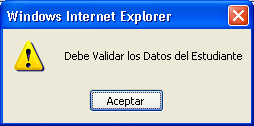 Windows Internet Explorer
Debe Validar los Datos del Estudiante
Aceptar